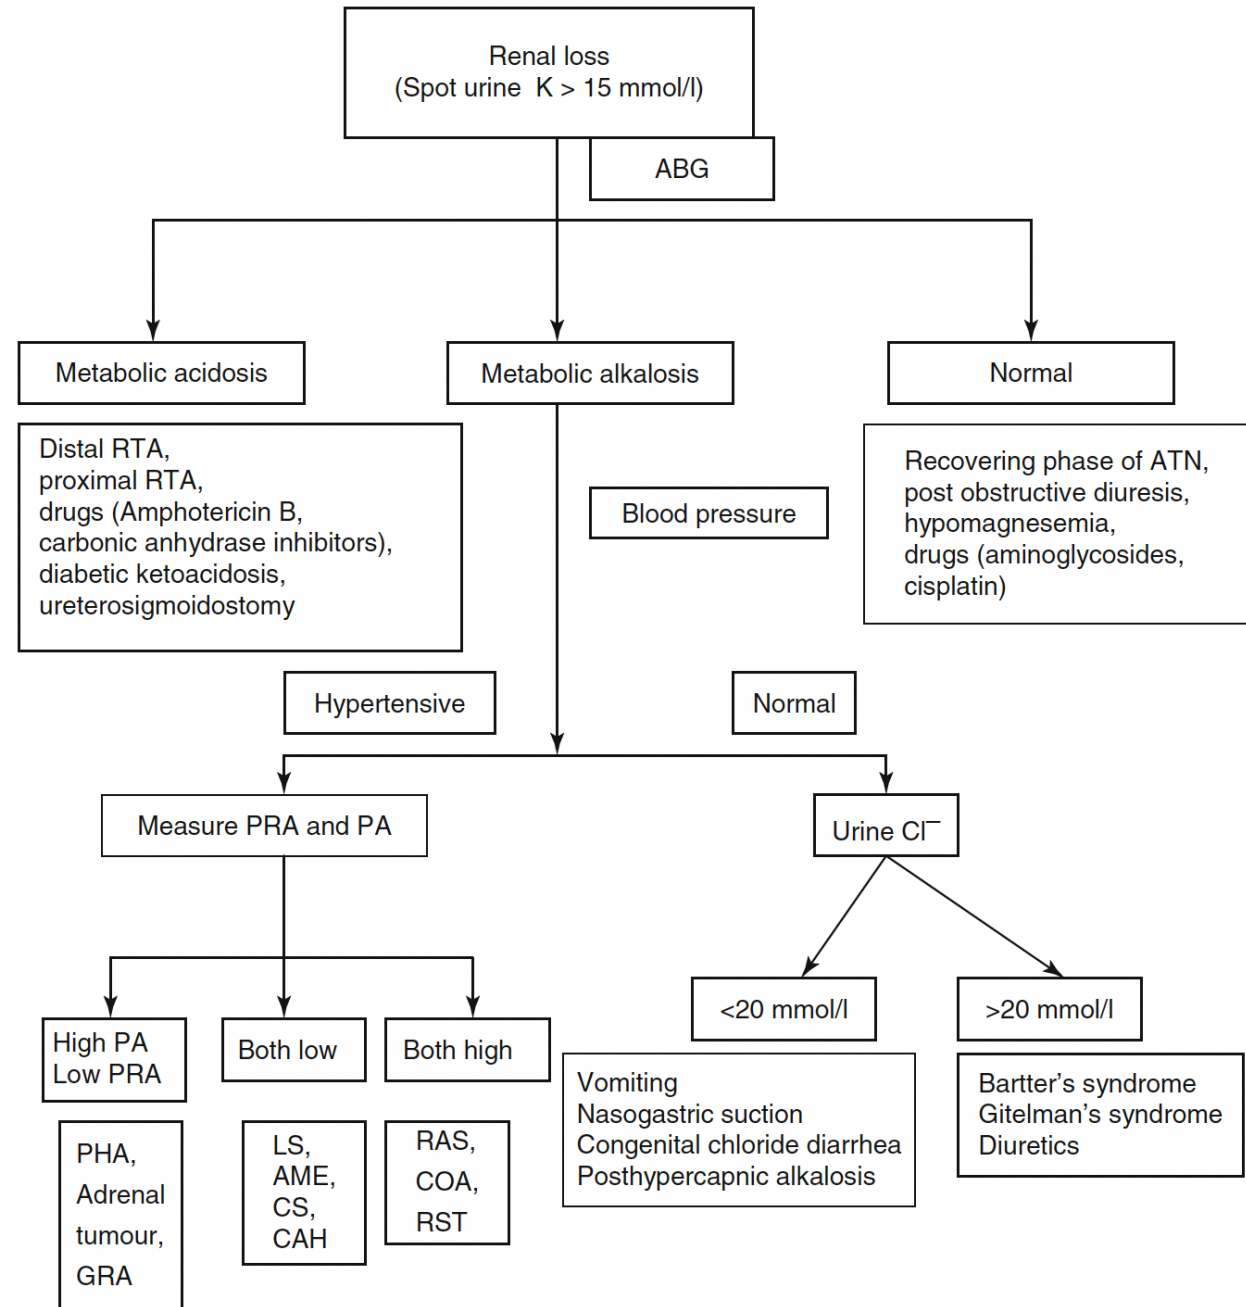 Renal loss
(Spot urine K > 15 mmol/l)
ABG
Metabolic acidosis
Metabolic alkalosis
Normal
Distal RTA,
proximal RTA,
drugs (Amphotericin B,
carbonic anhydrase inhibitors),
diabetic ketoacidosis,
ureterosigmoidostomy
Blood pressure
Recovering phase of ATN,
post obstructive diuresis,
hypomagnesemia,
drugs (aminoglycosides,
cisplatin)
Hypertensive
Normal
Measure PRA and PA
Urine Cl⁻
High PA
Low PRA
Both low
Both high
<20 mmol/l
>20 mmol/l
PHA,
Adrenal
tumour,
GRA
LS,
AME,
CS,
CAH
RAS,
COA,
RST
Vomiting
Nasogastric suction
Congenital chloride diarrhea
Posthypercapnic alkalosis
Bartter's syndrome
Gitelman's syndrome
Diuretics